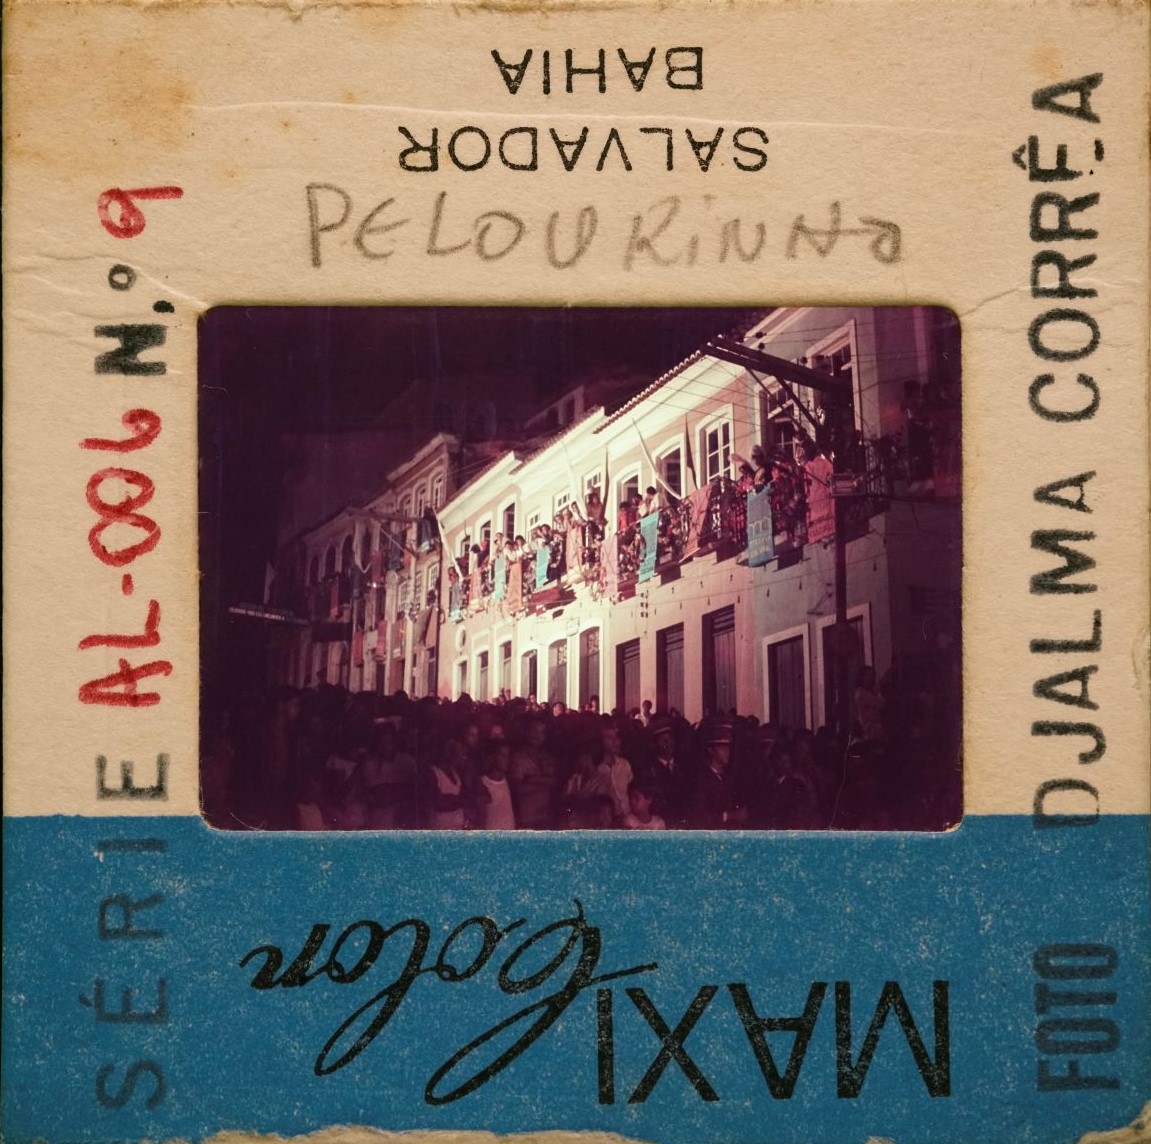 BAHIA
SALVADOR
PELOURINHO
SÉRIE AL-006 N.º 9
FOTO DJALMA CORRÊA
MAXI Color